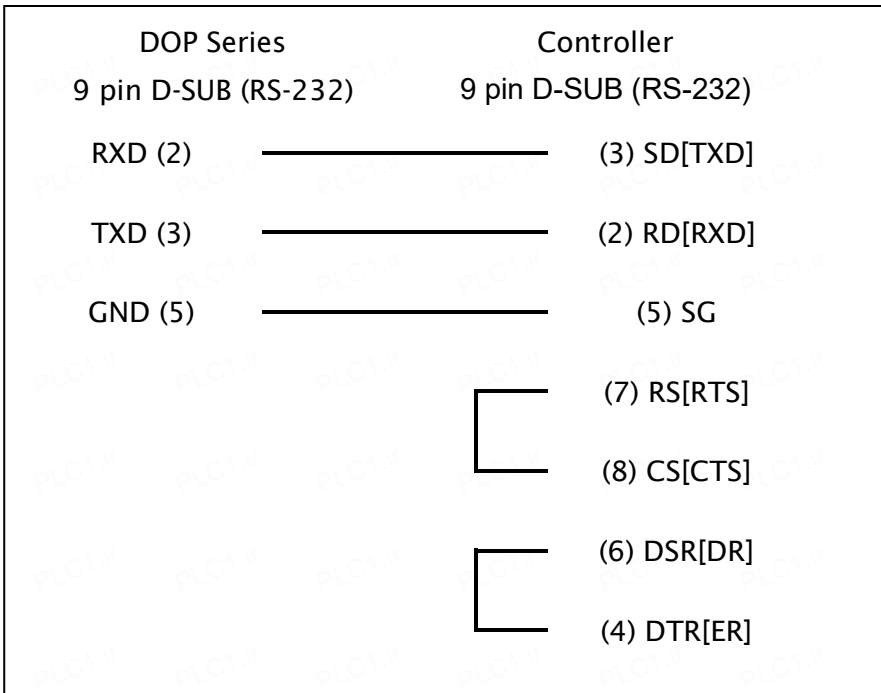 DOP Series Controller
9 pin D-SUB (RS-232) 9 pin D-SUB (RS-232)
RXD (2) (3) SD[TXD]
TXD (3) (2) RD[RXD]
GND (5) (5) SG
(7) RS[RTS]
(8) CS[CTS]
(6) DSR[DR]
(4) DTR[ER]